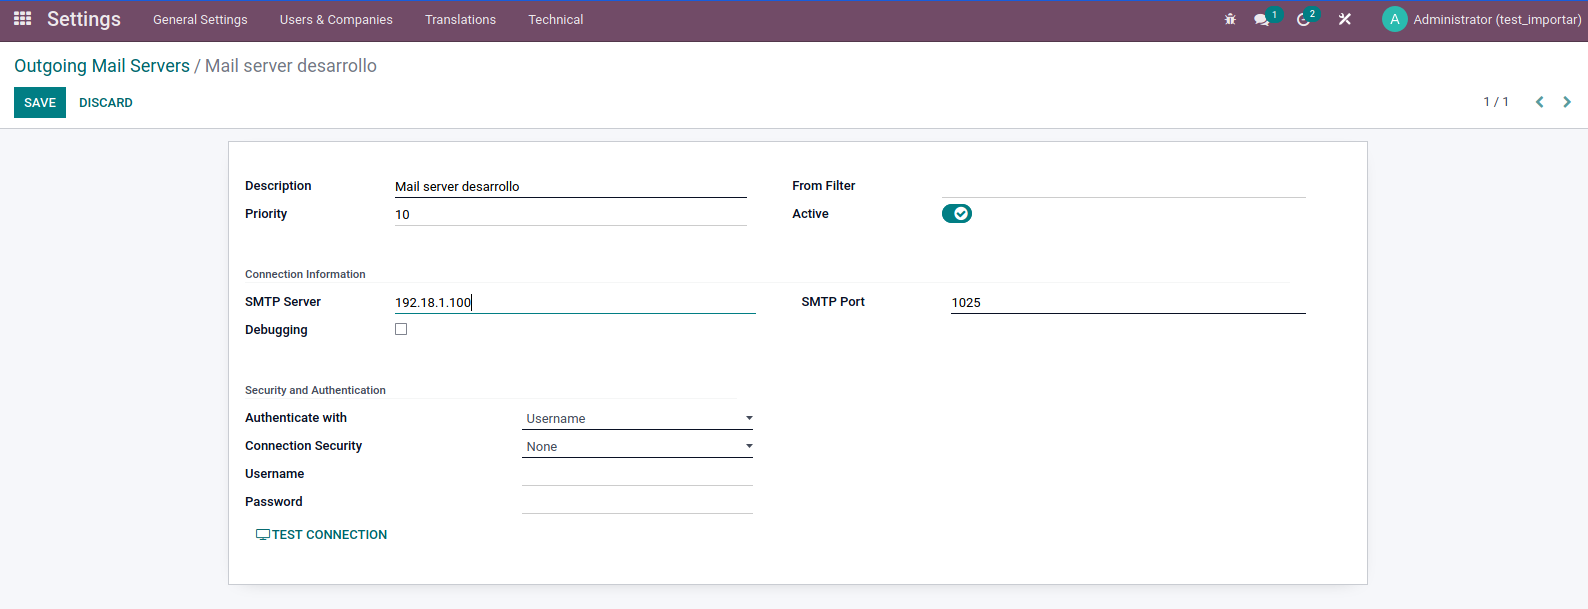 Settings General Settings Users & Companies Translations Technical 1 2 A Administrator (test_importar)
Outgoing Mail Servers / Mail server desarrollo
SAVE DISCARD 1 / 1
Description Mail server desarrollo From Filter
Priority 10 Active
Connection Information
SMTP Server 192.18.1.100 SMTP Port 1025
Debugging
Security and Authentication
Authenticate with Username
Connection Security None
Username
Password
TEST CONNECTION